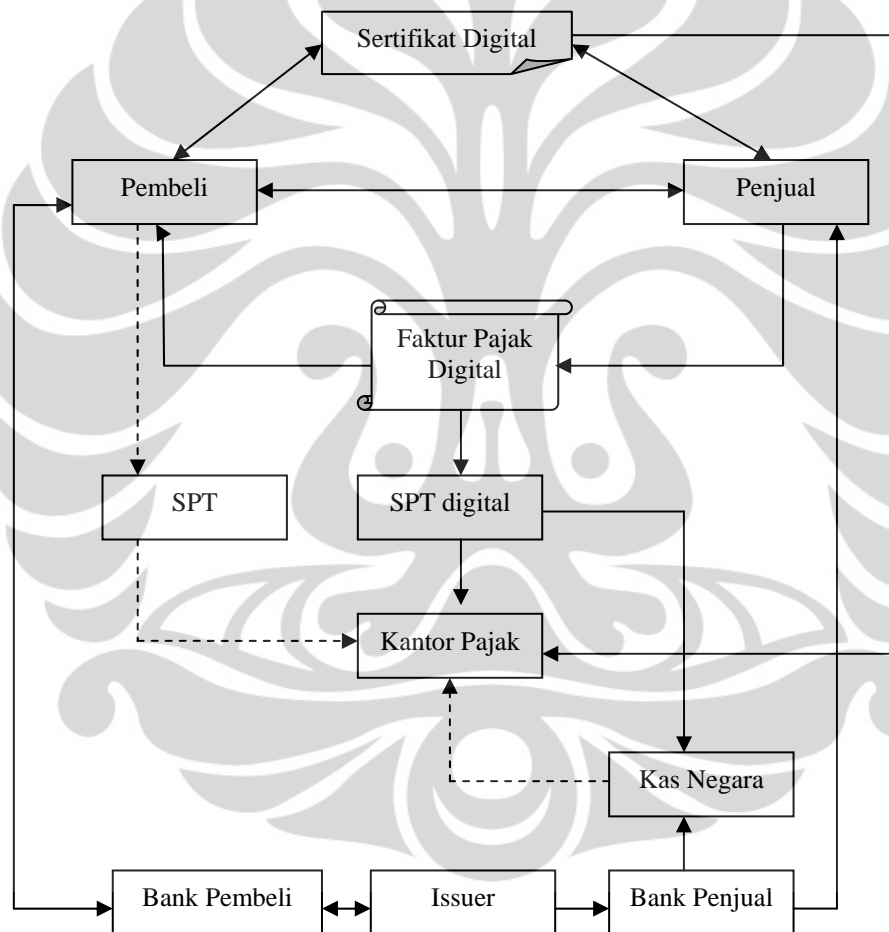 Sertifikat Digital
Pembeli
Penjual
Faktur Pajak
Digital
SPT
SPT digital
Kantor Pajak
Kas Negara
Bank Pembeli
Issuer
Bank Penjual